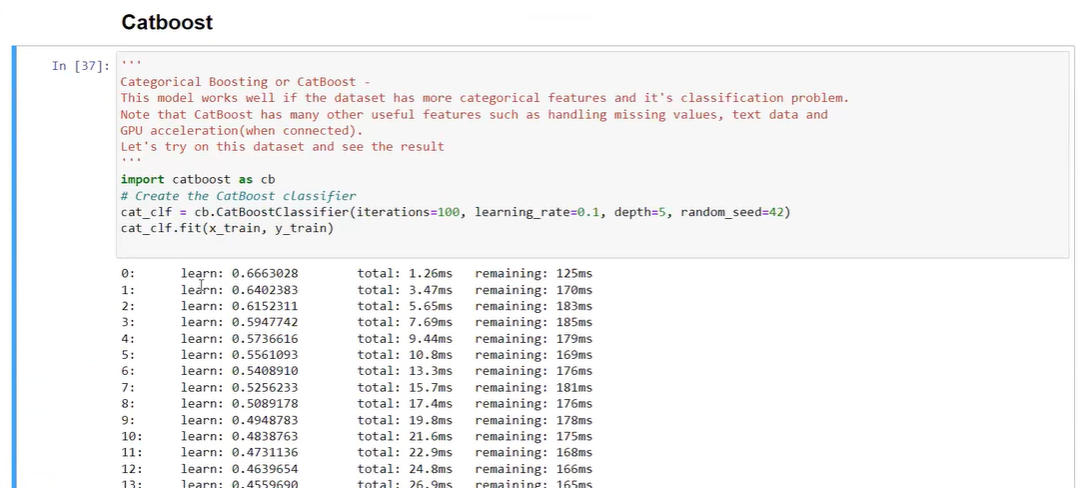 Catboost
In [37]: '''
Categorical Boosting or CatBoost -
This model works well if the dataset has more categorical features and it's classification problem.
Note that CatBoost has many other useful features such as handling missing values, text data and
GPU acceleration(when connected).
Let's try on this dataset and see the result
'''
import catboost as cb
# Create the CatBoost classifier
cat_clf = cb.CatBoostClassifier(iterations=100, learning_rate=0.1, depth=5, random_seed=42)
cat_clf.fit(x_train, y_train)
0: learn: 0.6663028 total: 1.26ms remaining: 125ms
1: learn: 0.6402383 total: 3.47ms remaining: 170ms
2: learn: 0.6152311 total: 5.65ms remaining: 183ms
3: learn: 0.5947742 total: 7.69ms remaining: 185ms
4: learn: 0.5736616 total: 9.44ms remaining: 179ms
5: learn: 0.5561093 total: 10.8ms remaining: 169ms
6: learn: 0.5408910 total: 13.3ms remaining: 176ms
7: learn: 0.5256233 total: 15.7ms remaining: 181ms
8: learn: 0.5089178 total: 17.4ms remaining: 176ms
9: learn: 0.4948783 total: 19.8ms remaining: 178ms
10: learn: 0.4838763 total: 21.6ms remaining: 175ms
11: learn: 0.4731136 total: 22.9ms remaining: 168ms
12: learn: 0.4639654 total: 24.8ms remaining: 166ms
13: learn: 0.4559690 total: 26.9ms remaining: 165ms